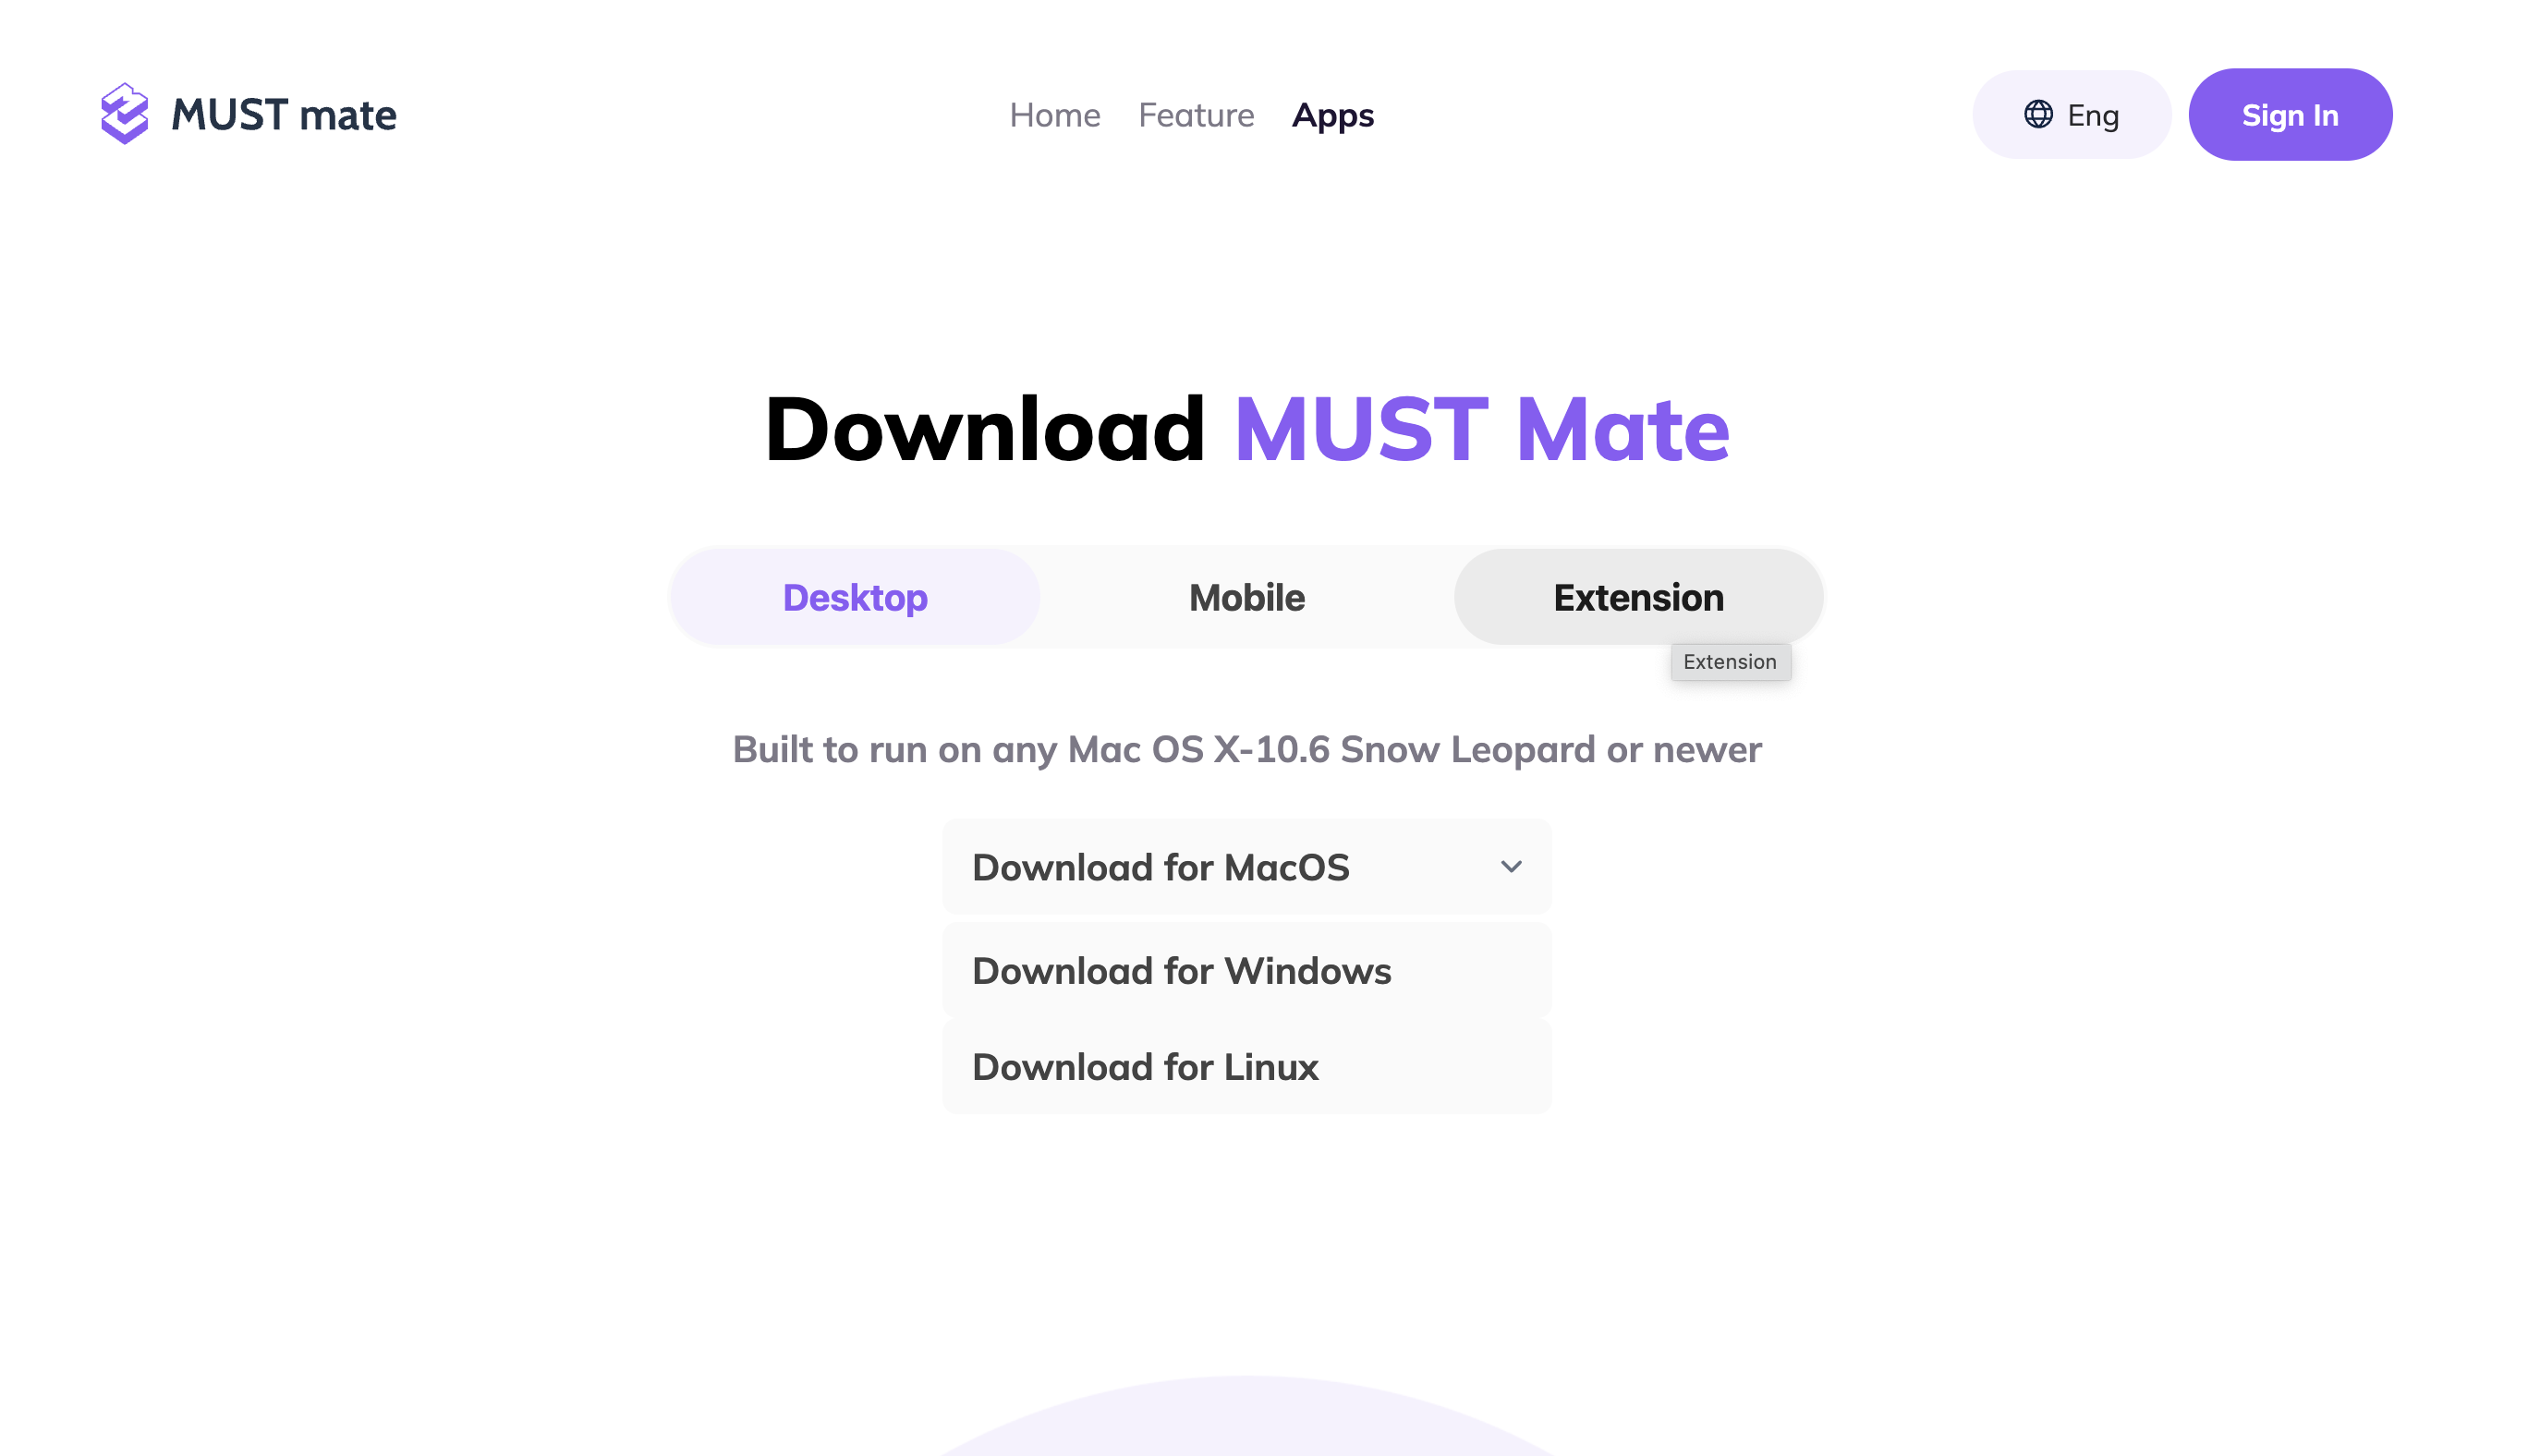 MUST mate
Home Feature Apps
Eng
Sign In
Download MUST Mate
Desktop Mobile Extension
Extension
Built to run on any Mac OS X-10.6 Snow Leopard or newer
Download for MacOS
Download for Windows
Download for Linux